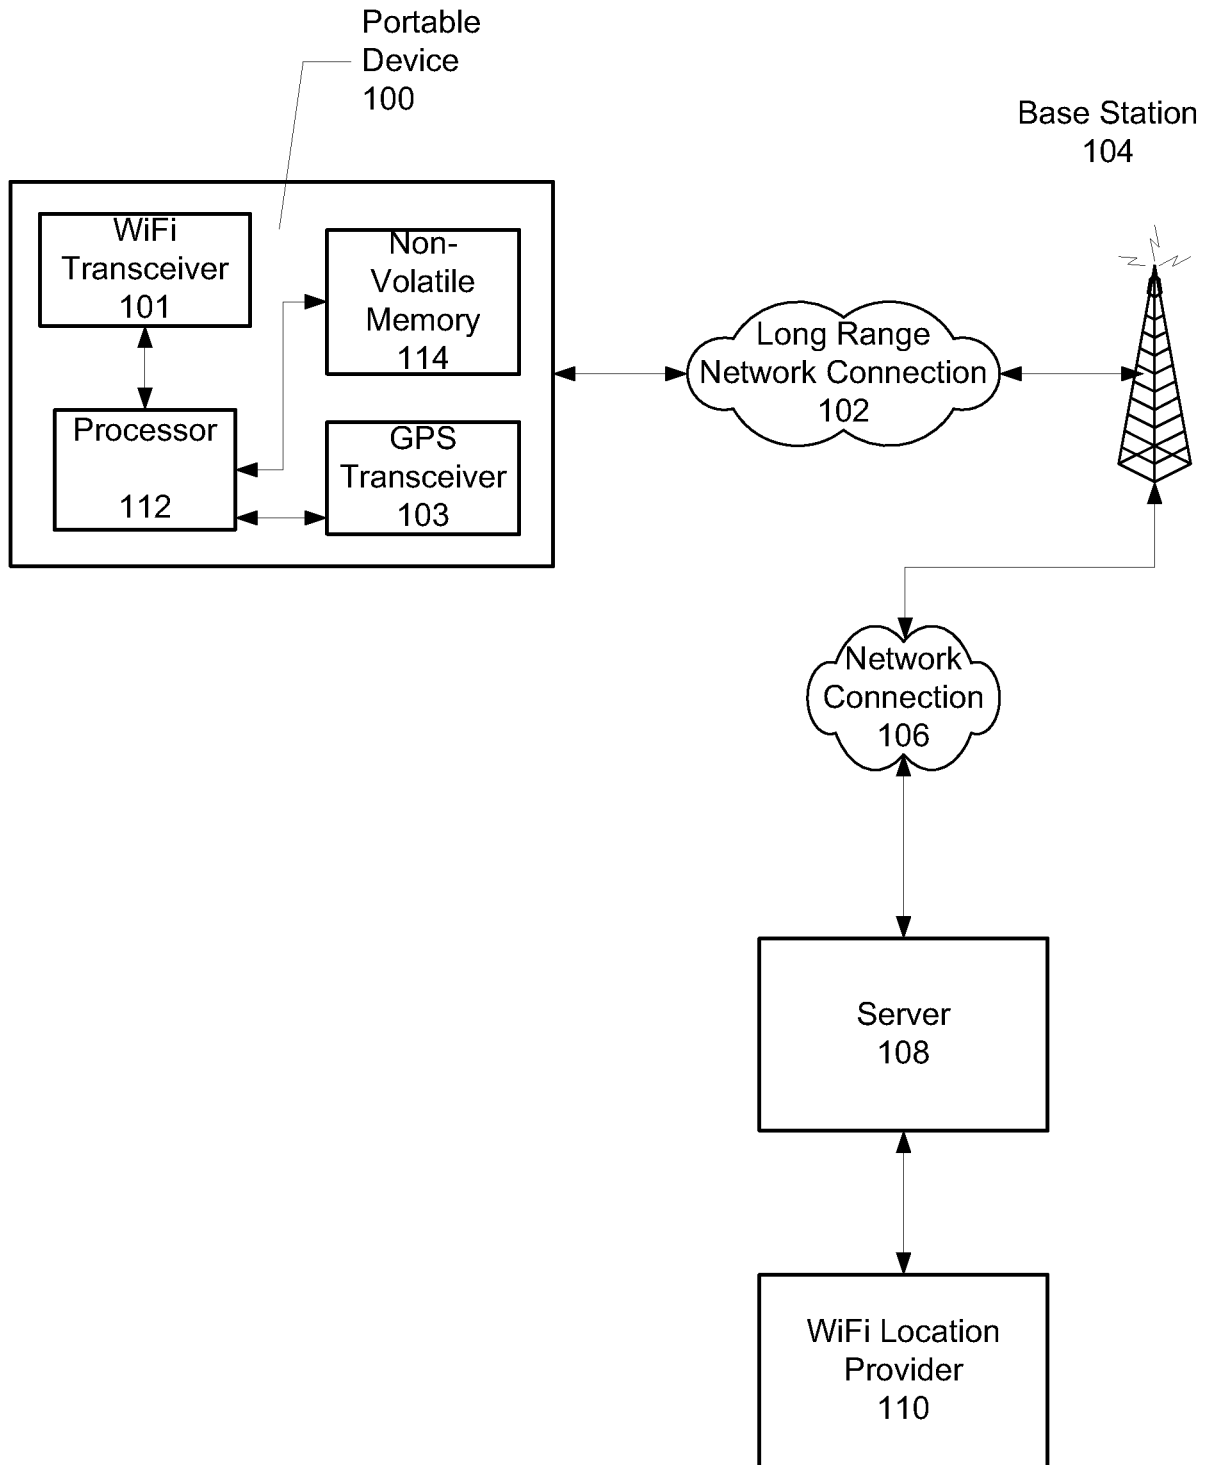 Portable
Device
100
Base Station
104
WiFi
Transceiver
101
Non-
Volatile
Memory
114
Processor
112
GPS
Transceiver
103
Long Range
Network Connection
102
Network
Connection
106
Server
108
WiFi Location
Provider
110